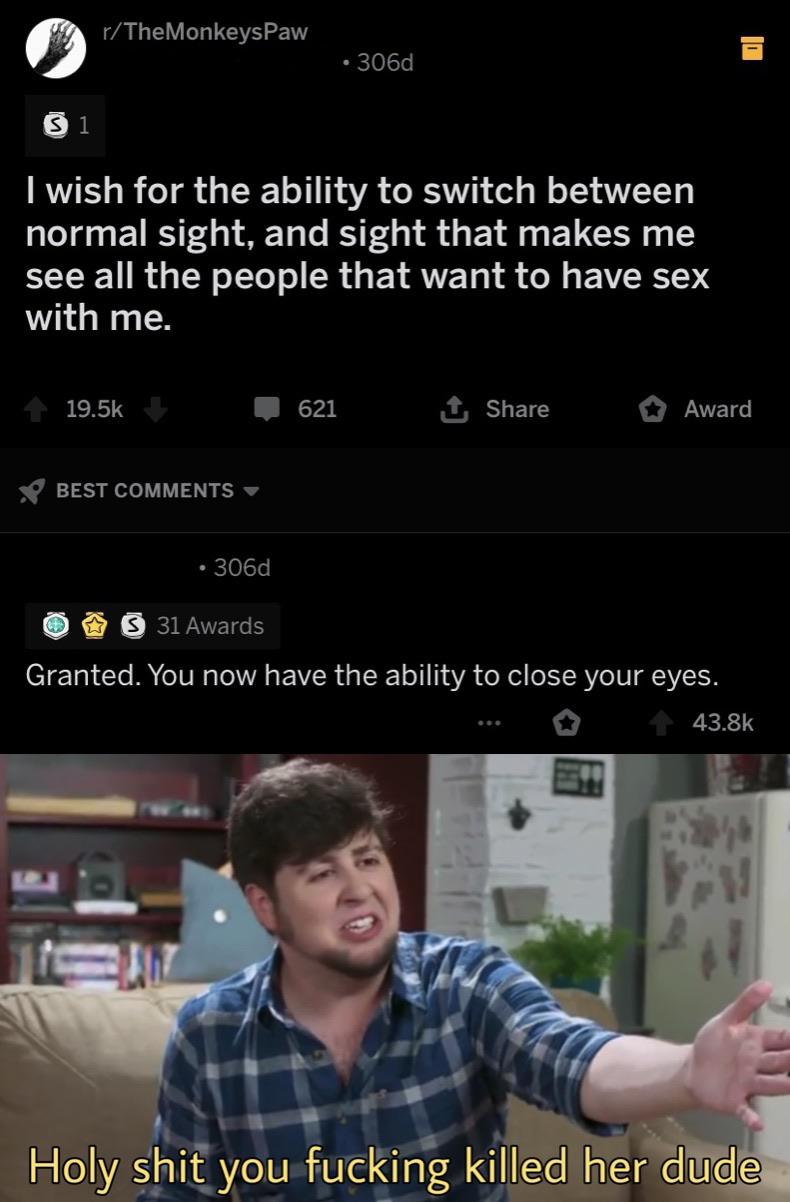 r/TheMonkeysPaw
• 306d
1
I wish for the ability to switch between
normal sight, and sight that makes me
see all the people that want to have sex
with me.
19.5k
621
Share
Award
BEST COMMENTS
• 306d
S 31 Awards
Granted. You now have the ability to close your eyes.
43.8k
Holy shit you fucking killed her dude